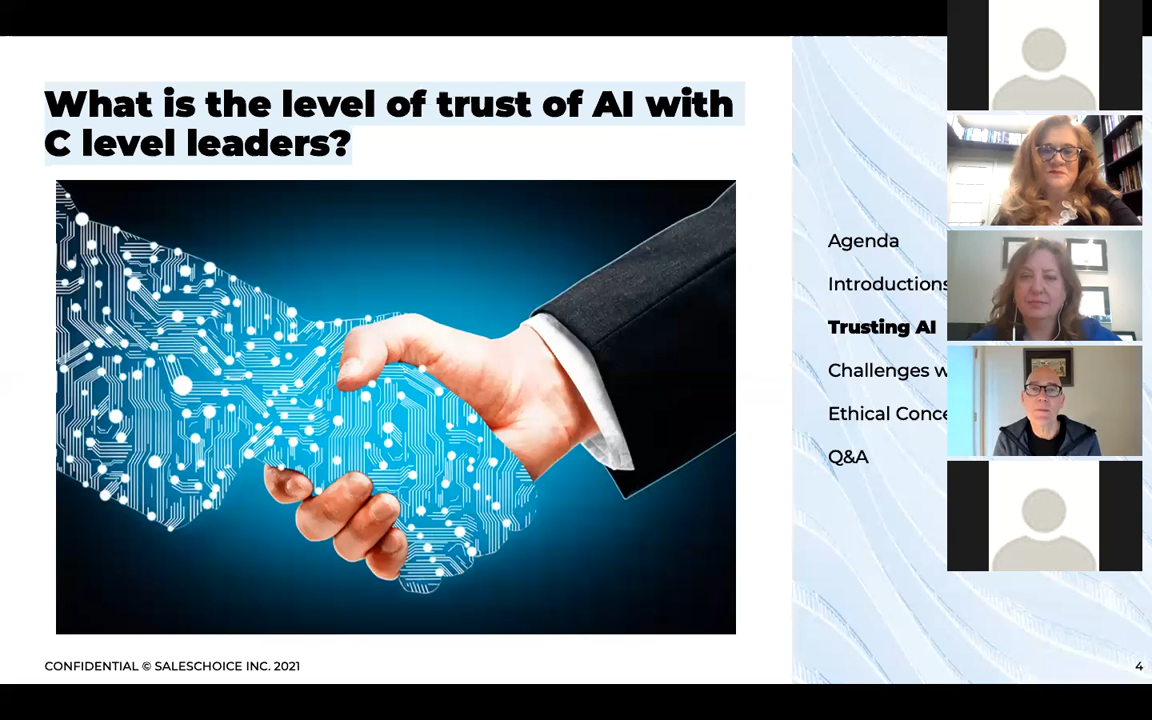 What is the level of trust of AI with
C level leaders?
Agenda
Introductions
Trusting AI
Challenges
Ethical
Q&A
CONFIDENTIAL © SALESCHOICE INC. 2021
4